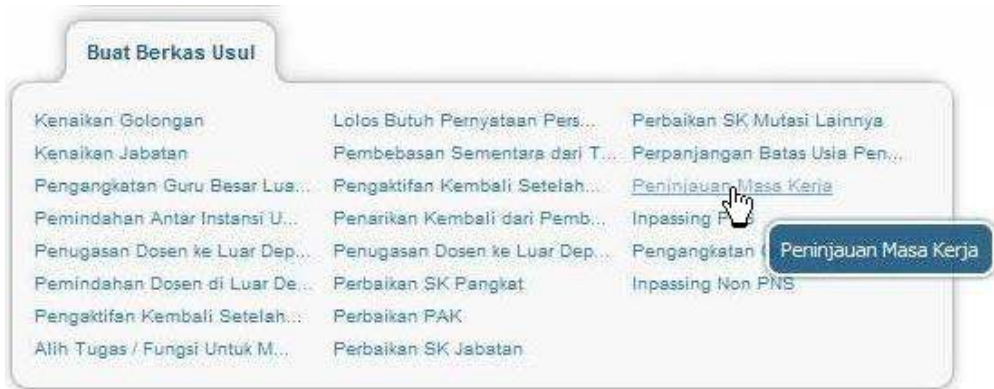 Buat Berkas Usul
Kenaikan Golongan
Kenaikan Jabatan
Pengangkatan Guru Besar Lua...
Pemindahan Antar Instansi U...
Penugasan Dosen ke Luar Dep...
Pemindahan Dosen di Luar De...
Pengaktifan Kembali Setelah...
Alih Tugas / Fungsi Untuk M...
Lolos Butuh Pernyataan Pers...
Pembebasan Sementara dari T...
Pengaktifan Kembali Setelah...
Penarikan Kembali dari Pemb...
Penugasan Dosen ke Luar Dep...
Perbaikan SK Pangkat
Perbaikan PAK
Perbaikan SK Jabatan
Perbaikan SK Mutasi Lainnya
Perpanjangan Batas Usia Pen...
Peninjauan Masa Kerja
Inpassing
Pengangkatan
Inpassing Non PNS
Peninjauan Masa Kerja